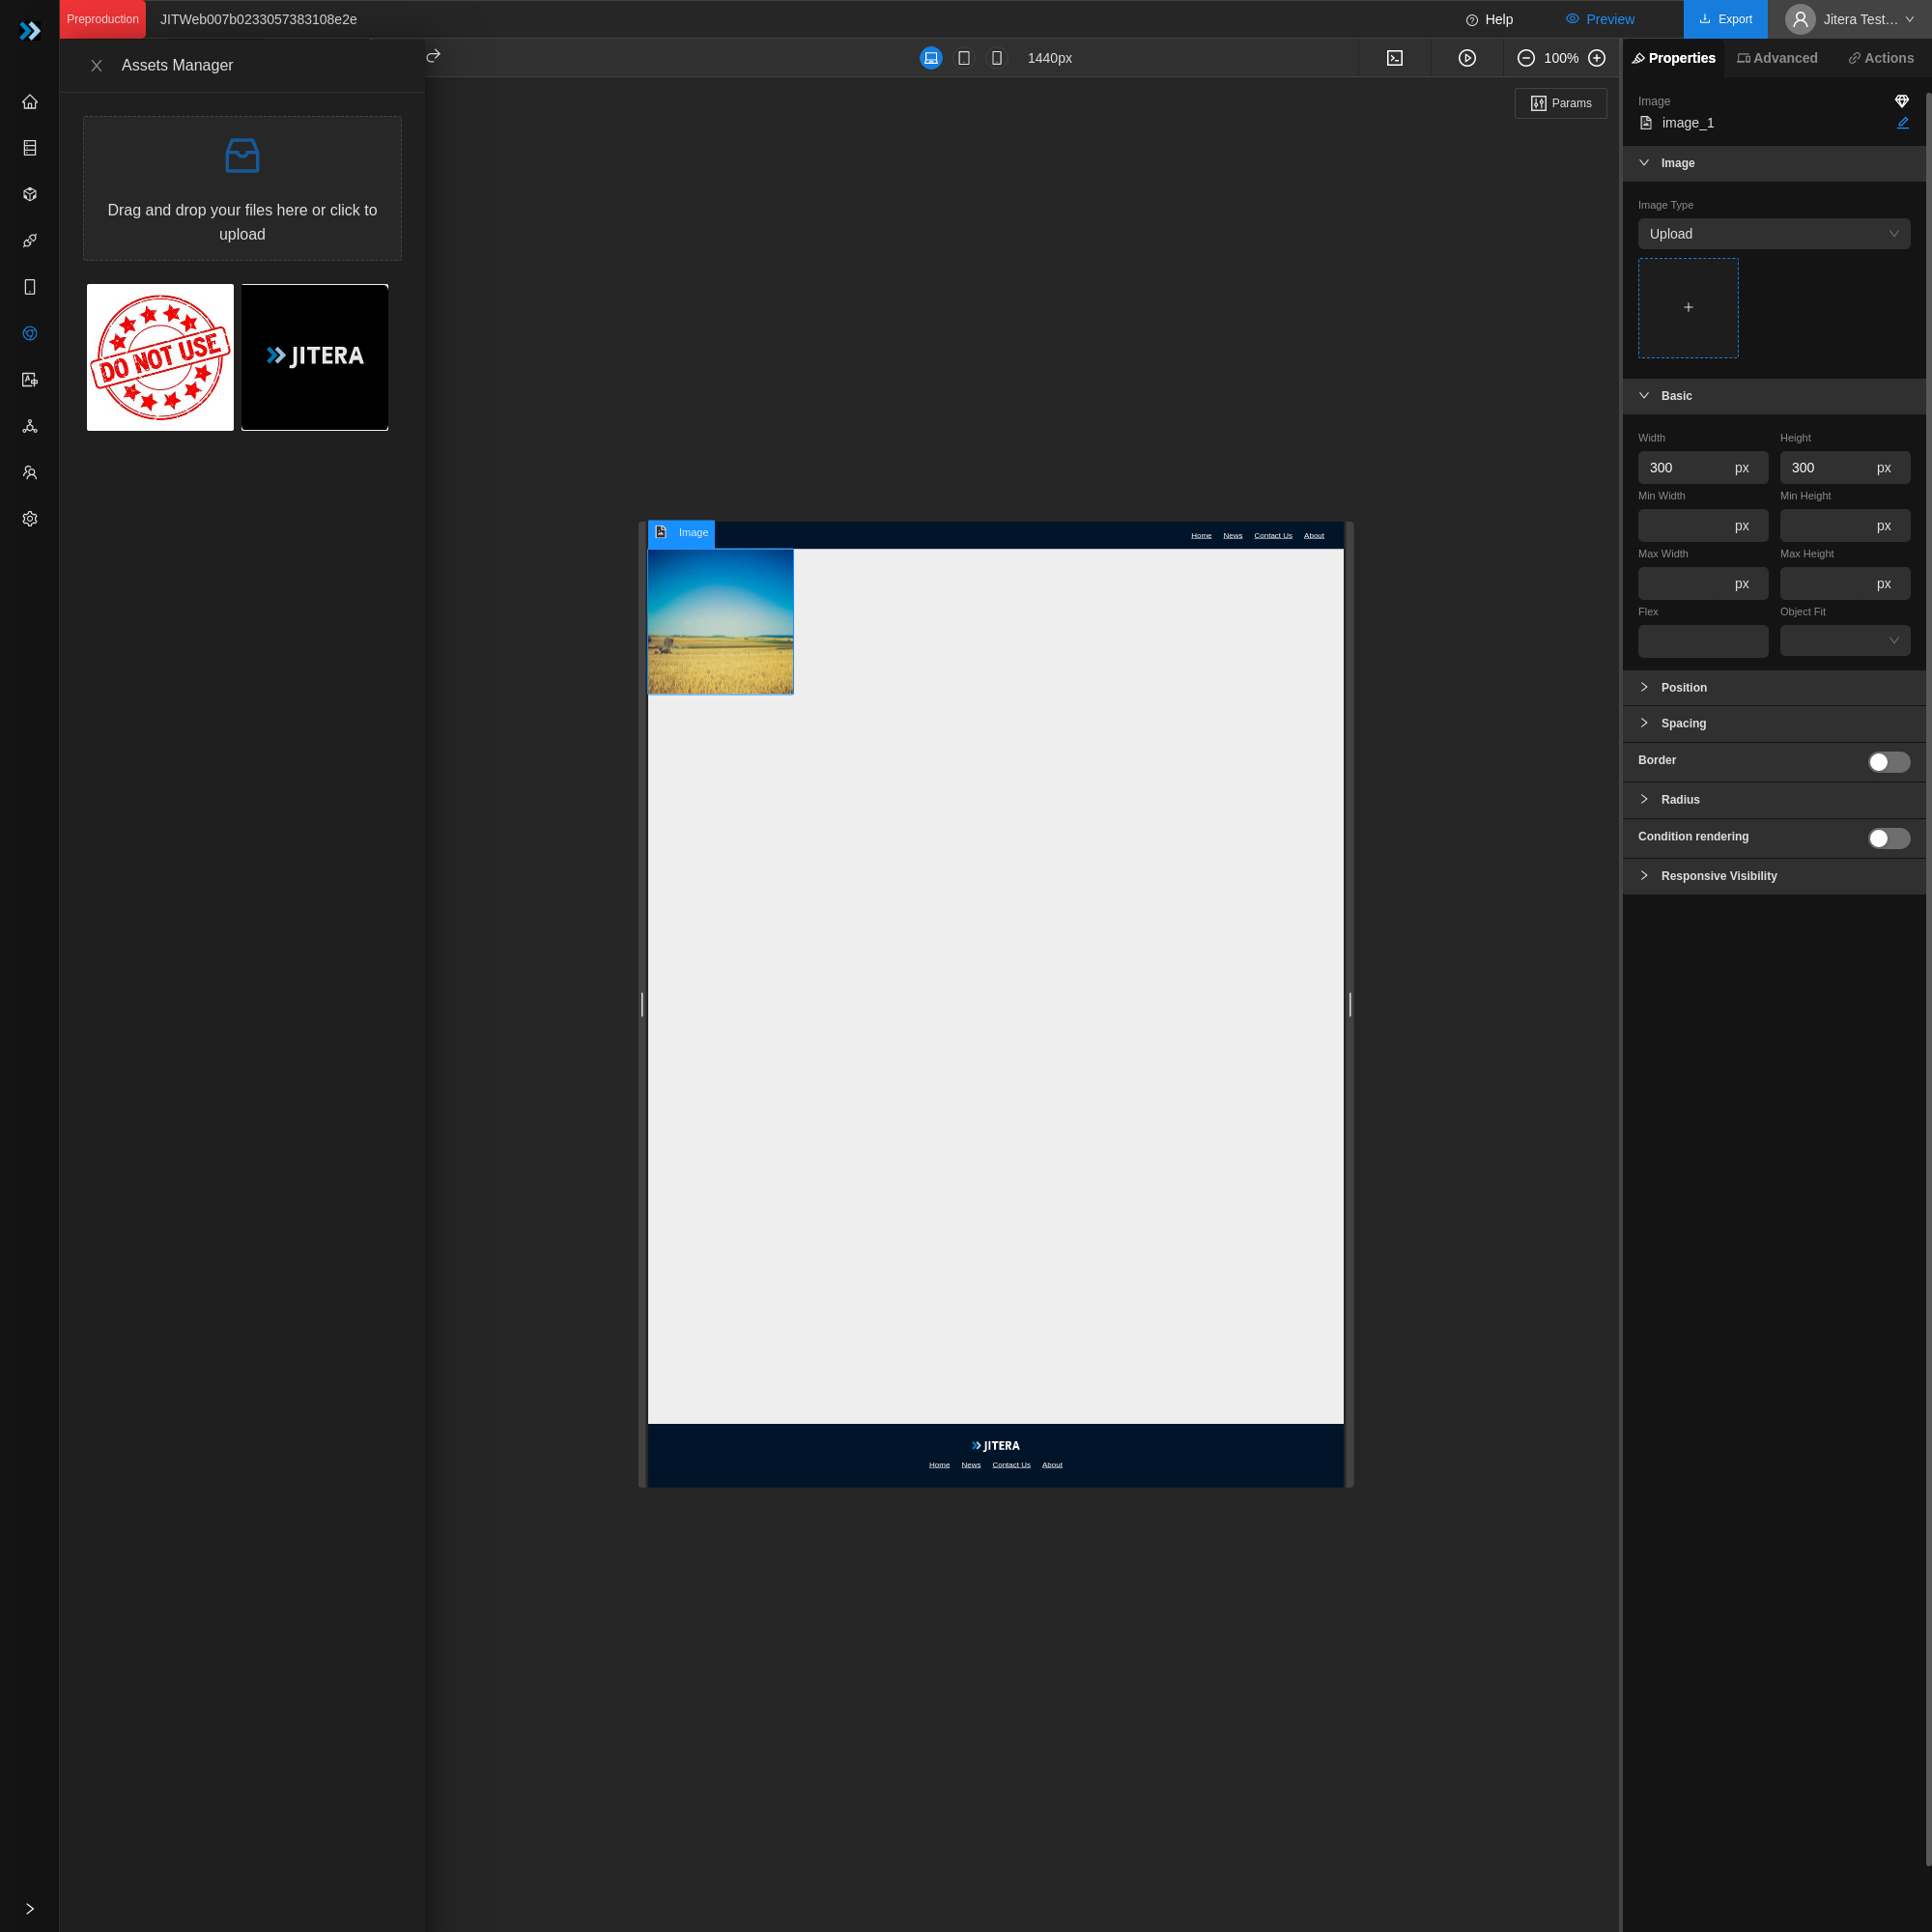 Preproduction
JITWeb007b0233057383108e2e
Help
Preview
Export
Jitera Test...
Assets Manager
1440px
100%
Properties
Advanced
Actions
Params
Drag and drop your files here or click to
upload
DO NOT USE
JITERA
Image
image_1
Image
Image Type
Upload
Basic
Width
Height
300
px
300
px
Min Width
Min Height
px
px
Max Width
Max Height
px
px
Flex
Object Fit
Position
Spacing
Border
Radius
Condition rendering
Responsive Visibility
Image
Home
News
Contact Us
About
JITERA
Home
News
Contact Us
About